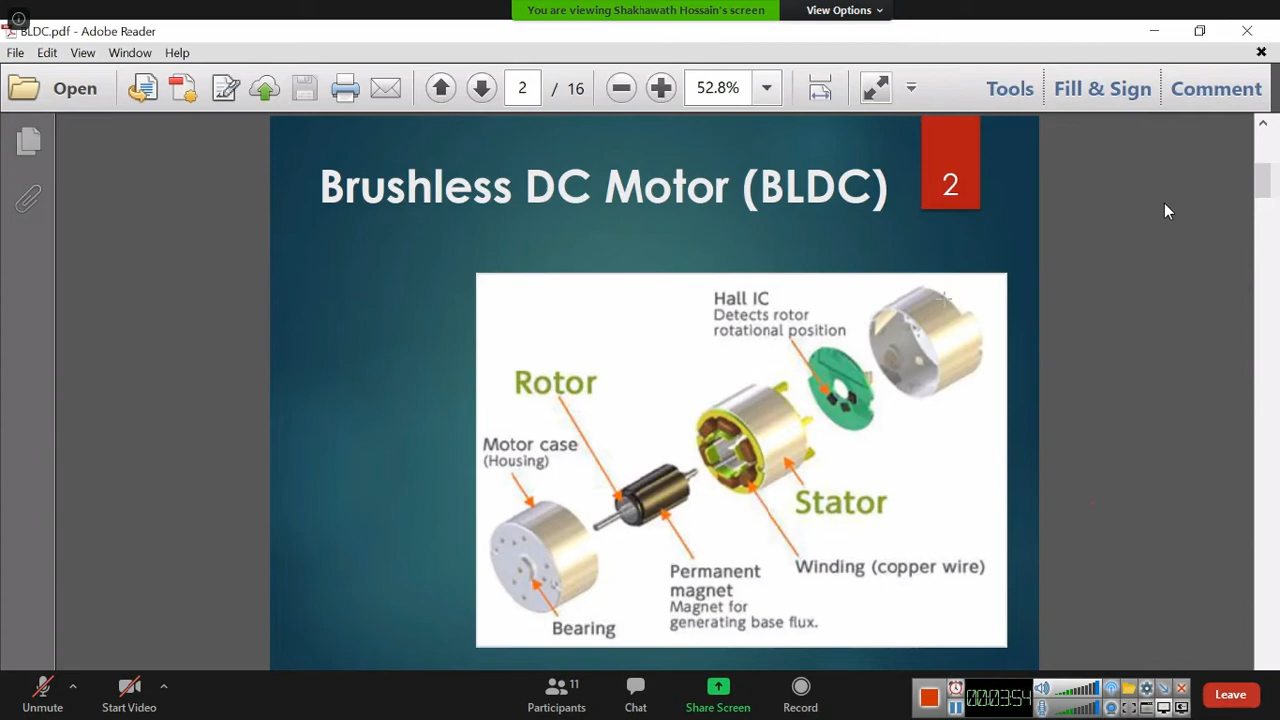 You are viewing Shakhawath Hossain's screen
View Options
BLDC.pdf - Adobe Reader
File Edit View Window Help
Open
2 / 16
52.8%
Tools
Fill & Sign
Comment
Brushless DC Motor (BLDC)
2
Hall IC
Detects rotor
rotational position
Rotor
Motor case
(Housing)
Stator
Winding (copper wire)
Permanent
magnet
Magnet for
generating base flux.
Bearing
Unmute
Start Video
11
Participants
Chat
Share Screen
Record
00:03:54
Leave